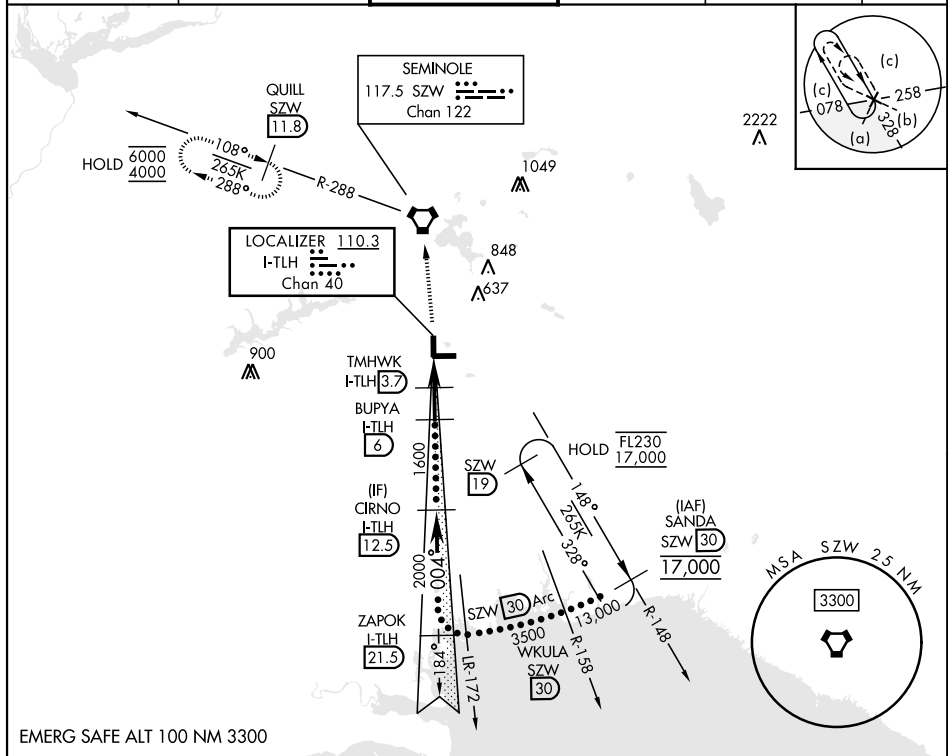 SEMINOLE
117.5 SZW
Chan 122
QUILL
SZW
11.8
HOLD 6000
4000
108°
265K
288°
R-288
(c)
(c)
078
258
(b)
(a)
328
2222
1049
LOCALIZER 110.3
I-TLH
Chan 40
848
637
900
TMHWK
I-TLH 3.7
BUPYA
I-TLH
6
1600
(IF)
CIRNO
I-TLH
12.5
2000
004°
ZAPOK
I-TLH
21.5
184°
LR-172
SZW
19
HOLD FL230
17,000
148°
265K
328°
(IAF)
SANDA
SZW 30
17,000
SZW 30 Arc
3500
13,000
WKULA
SZW
30
R-158
R-148
MSA SZW 25 NM
3300
EMERG SAFE ALT 100 NM 3300